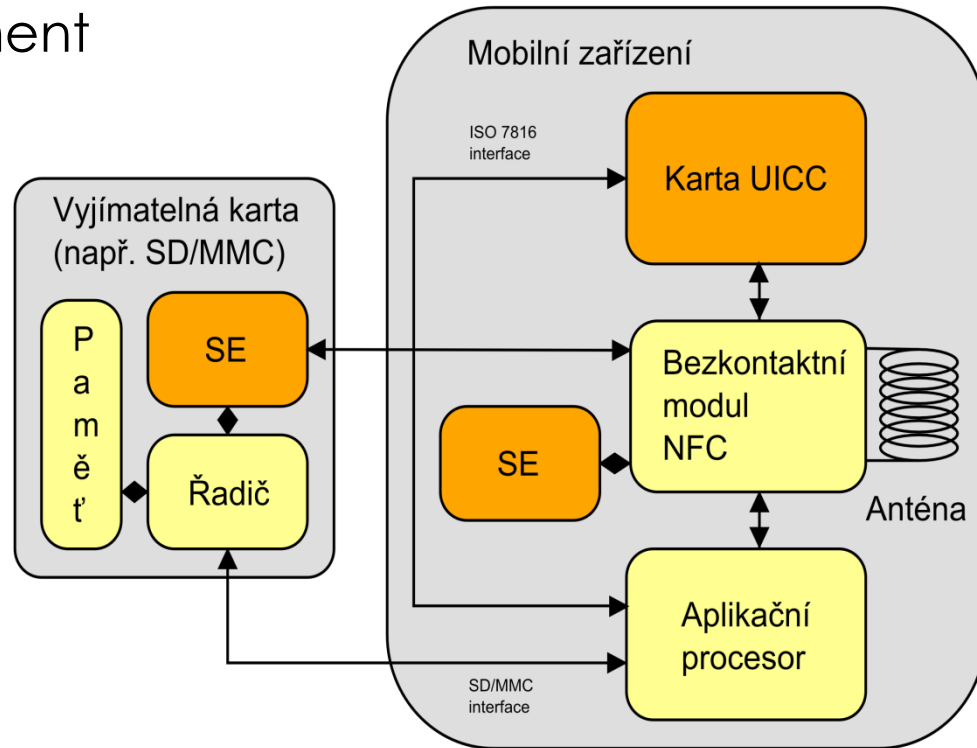 ment
Mobilní zařízení
ISO 7816
interface
Karta UICC
Vyjímatelná karta
(např. SD/MMC)
P
a
m
ě
ť
SE
Řadič
Bezkontaktní
modul
NFC
SE
Anténa
Aplikační
procesor
SD/MMC
interface